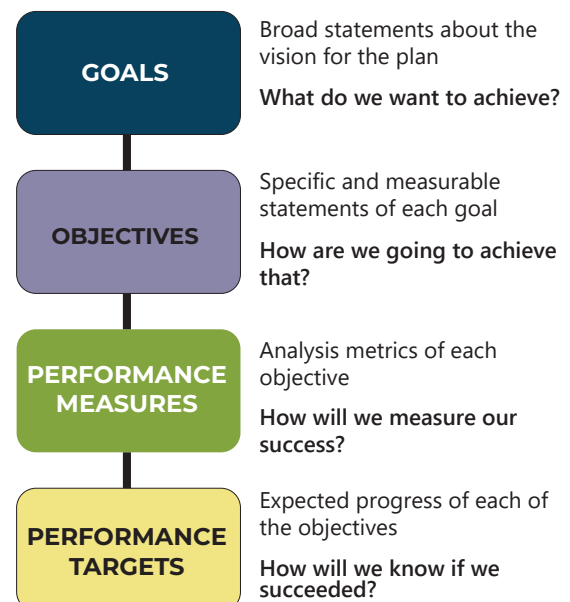 GOALS
Broad statements about the
vision for the plan
What do we want to achieve?
OBJECTIVES
Specific and measurable
statements of each goal
How are we going to achieve
that?
PERFORMANCE
MEASURES
Analysis metrics of each
objective
How will we measure our
success?
PERFORMANCE
TARGETS
Expected progress of each of
the objectives
How will we know if we
succeeded?